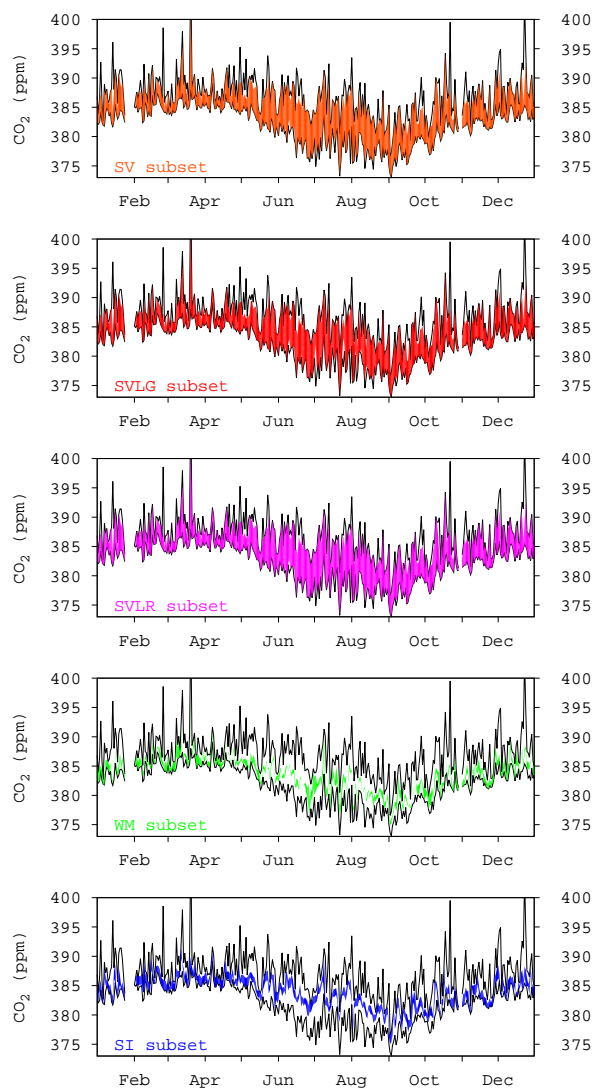 400 400
395 395
390 390
385 385
380 380
375 375
CO2 (ppm)
SV subset
Feb Apr Jun Aug Oct Dec
400 400
395 395
390 390
385 385
380 380
375 375
CO2 (ppm)
SVLG subset
Feb Apr Jun Aug Oct Dec
400 400
395 395
390 390
385 385
380 380
375 375
CO2 (ppm)
SVLR subset
Feb Apr Jun Aug Oct Dec
400 400
395 395
390 390
385 385
380 380
375 375
CO2 (ppm)
WM subset
Feb Apr Jun Aug Oct Dec
400 400
395 395
390 390
385 385
380 380
375 375
CO2 (ppm)
SI subset
Feb Apr Jun Aug Oct Dec